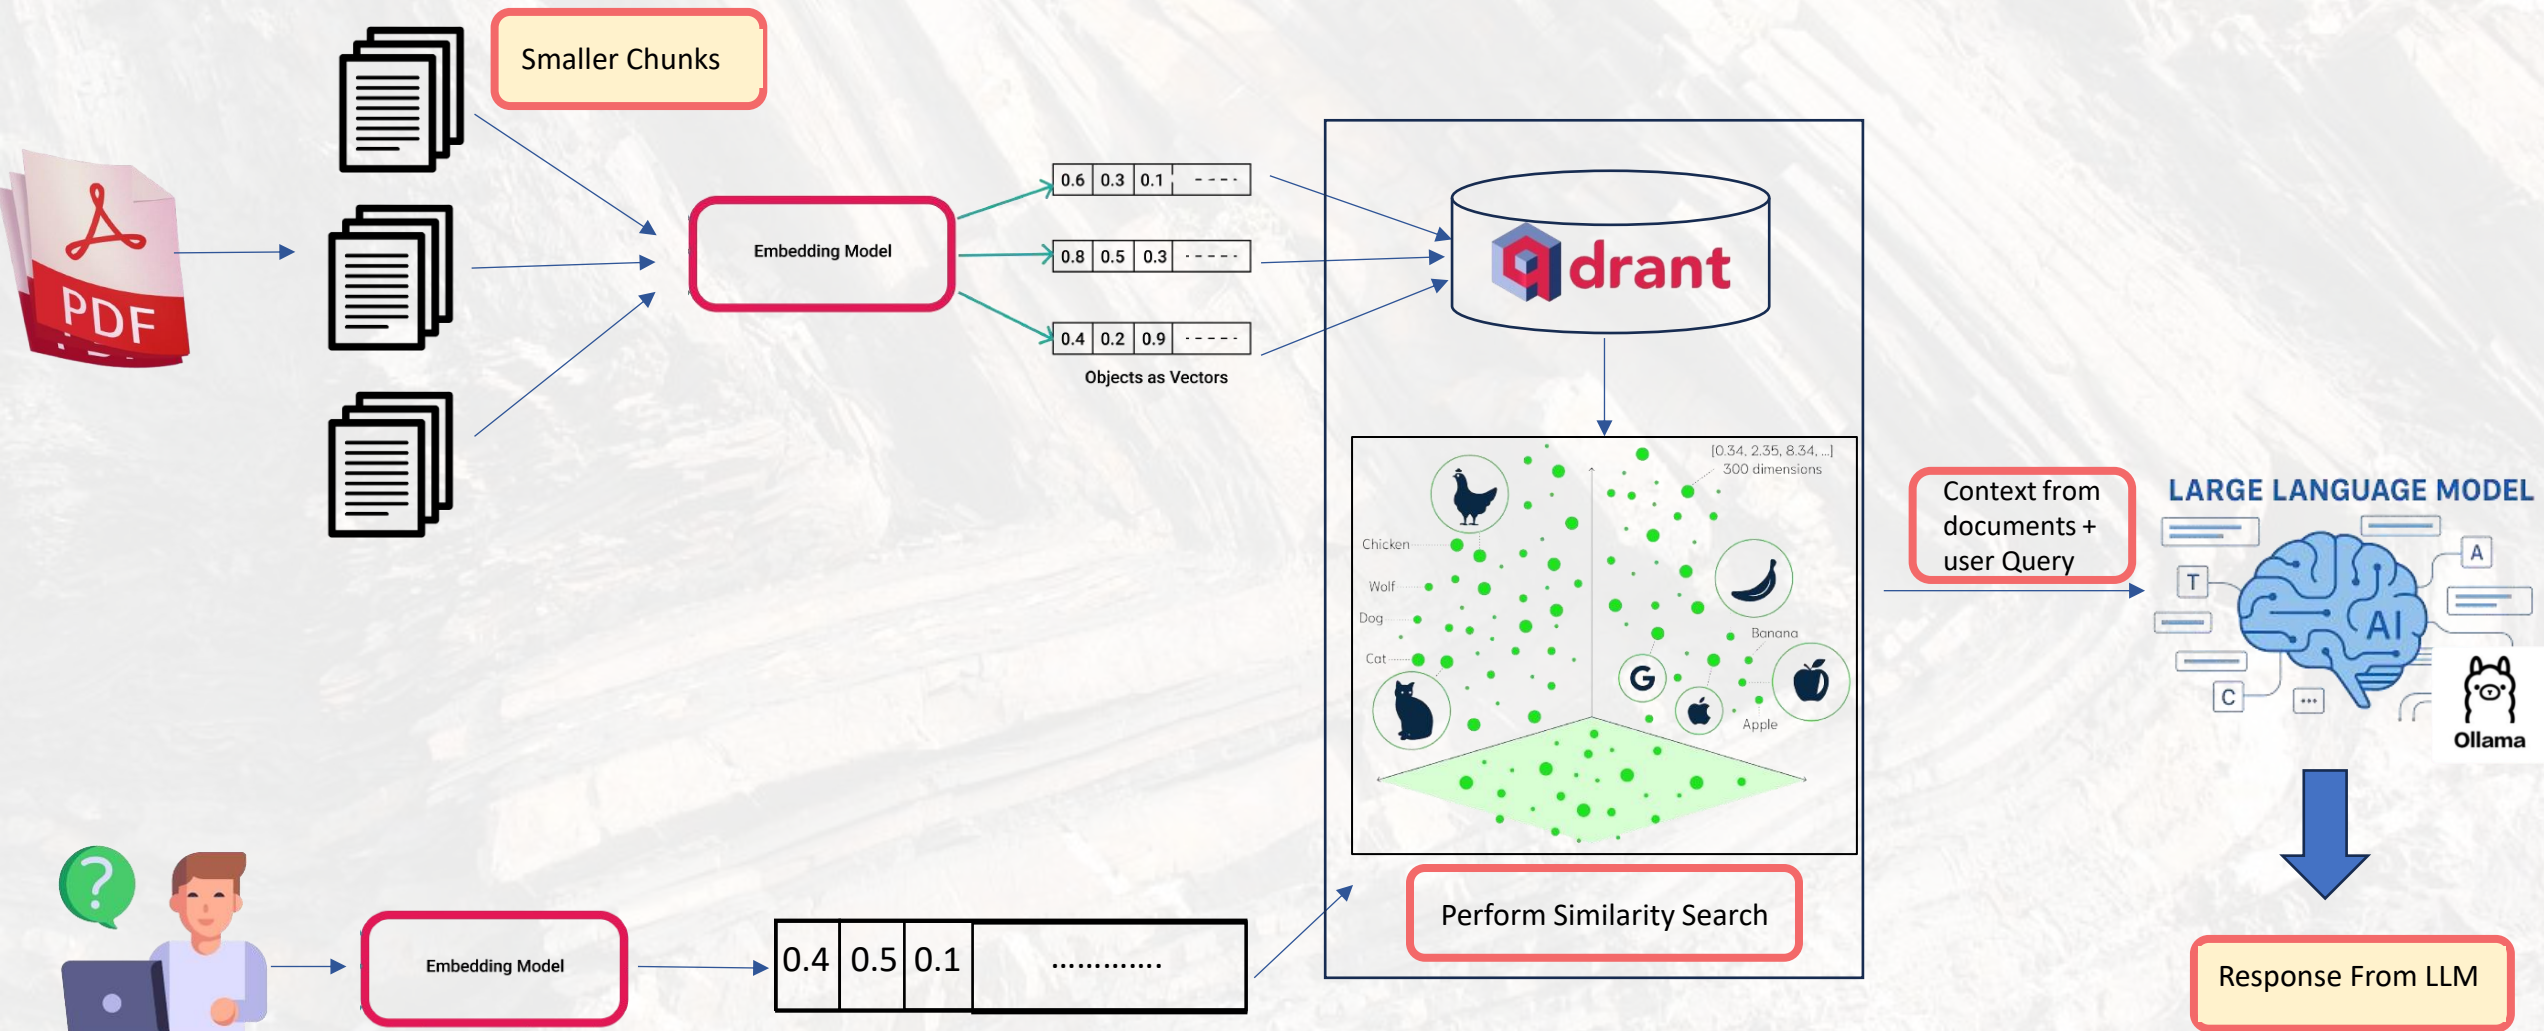 Smaller Chunks
PDF
Embedding Model
0.6 0.3 0.1 ----
0.8 0.5 0.3 -----
0.4 0.2 0.9 -----
Objects as Vectors
qdrant
[0.34, 2.35, 8.34, ...]
300 dimensions
Chicken
Wolf
Dog
Cat
Banana
G
Apple
Perform Similarity Search
Context from
documents +
user Query
LARGE LANGUAGE MODEL
A
T
AI
C
...
Ollama
Response From LLM
?
Embedding Model
0.4 0.5 0.1 .............